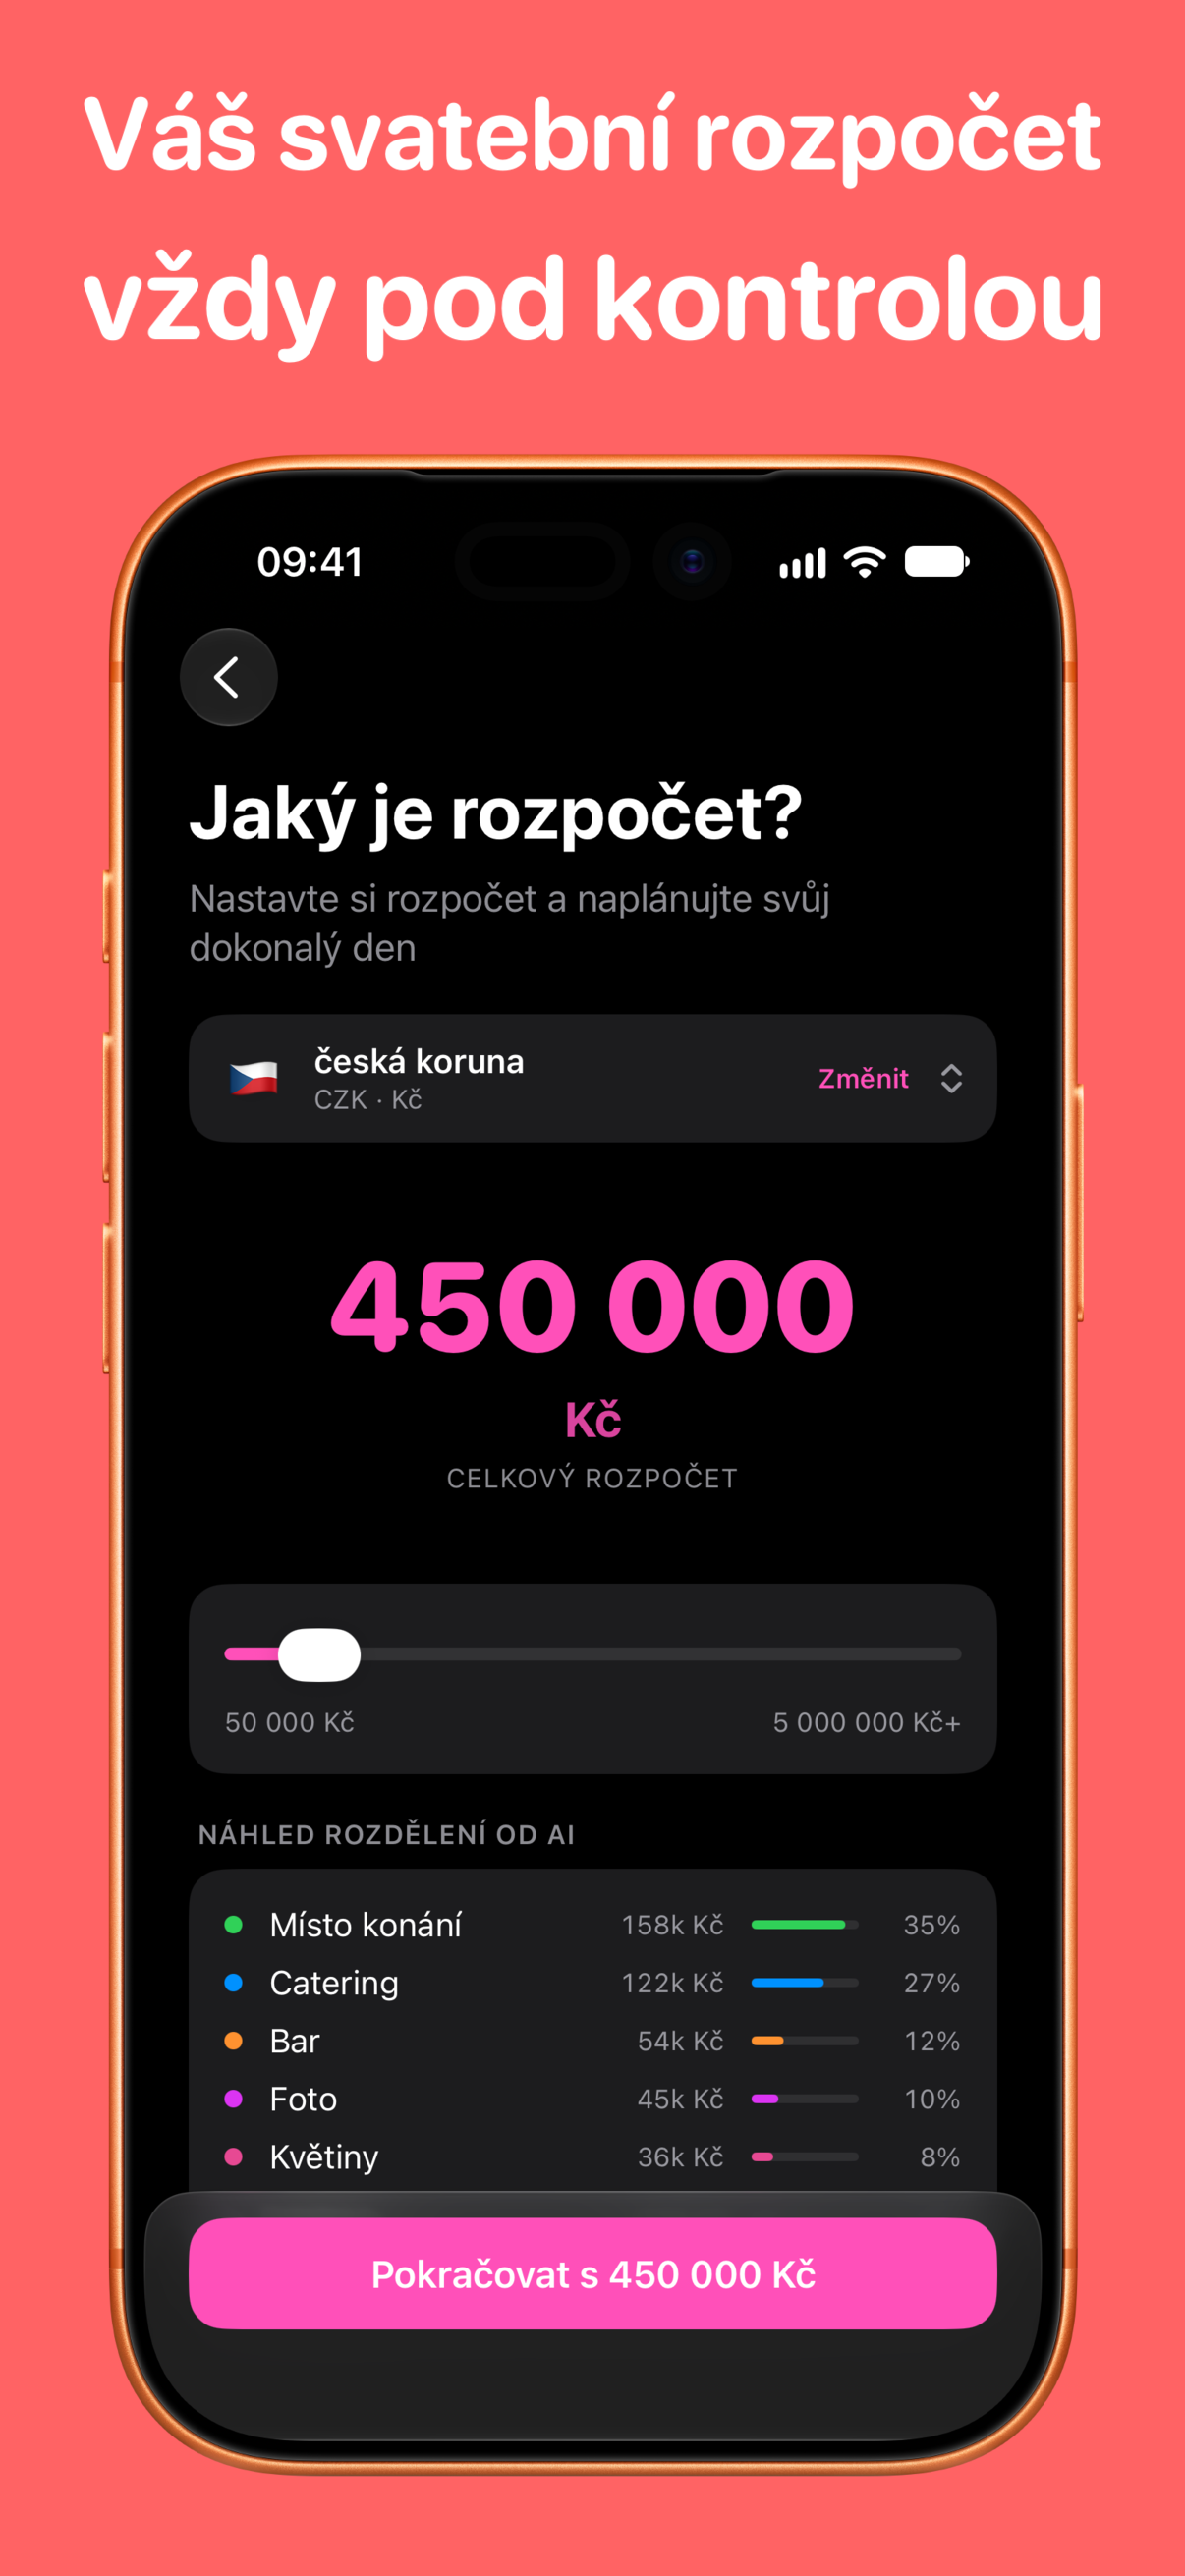 Váš svatební rozpočet
vždy pod kontrolou
09:41
Jaký je rozpočet?
Nastavte si rozpočet a naplánujte svůj
dokonalý den
česká koruna
CZK · Kč
Změnit
450 000
Kč
CELKOVÝ ROZPOČET
50 000 Kč
5 000 000 Kč+
NÁHLED ROZDĚLENÍ OD AI
Místo konání 158k Kč 35%
Catering 122k Kč 27%
Bar 54k Kč 12%
Foto 45k Kč 10%
Květiny 36k Kč 8%
Pokračovat s 450 000 Kč